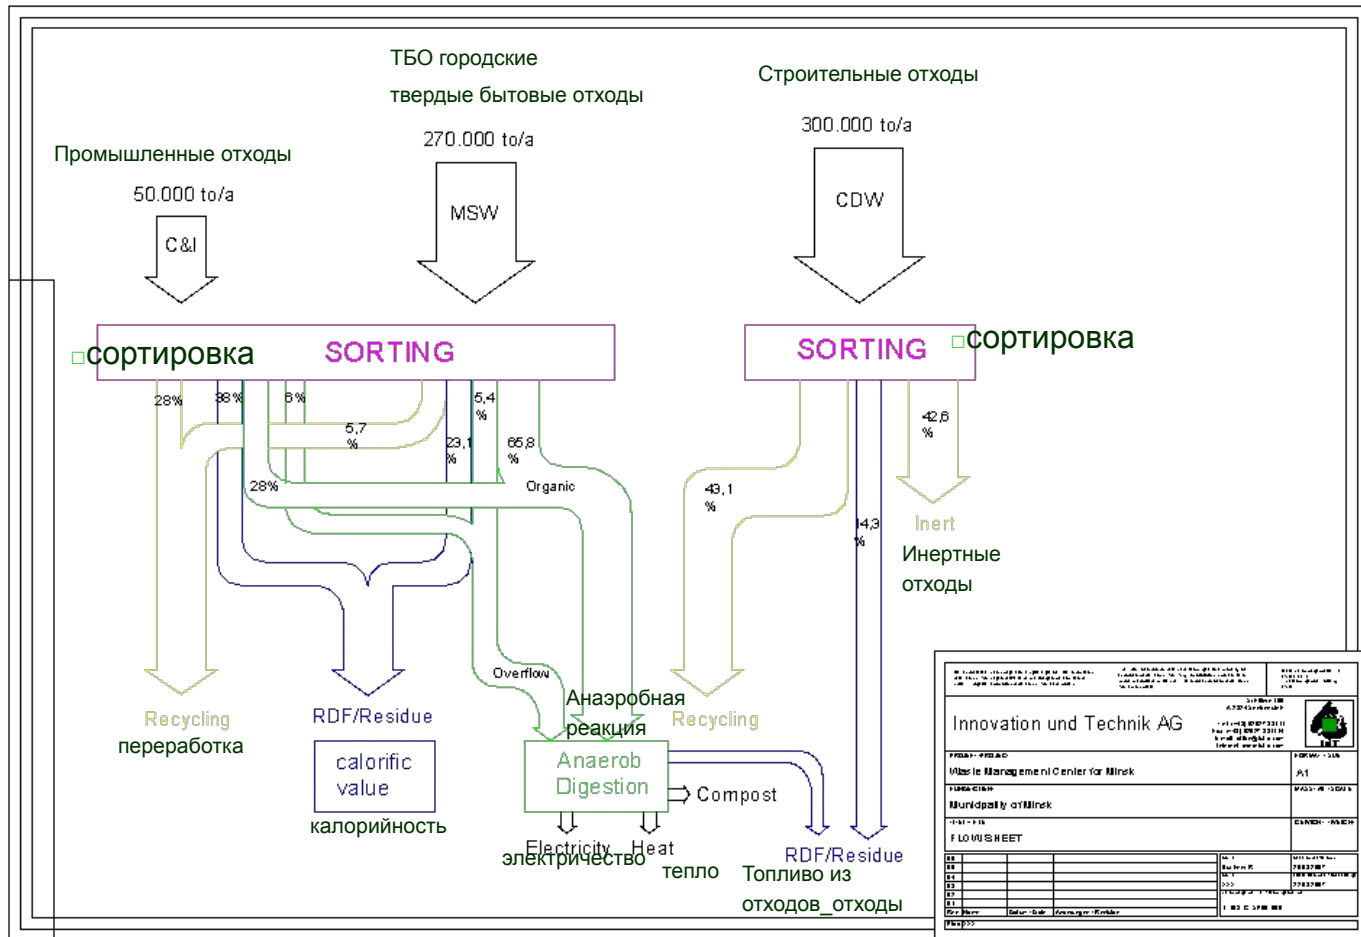 ТБО городские
твердые бытовые отходы
Строительные отходы
Промышленные отходы
270.000 to/a
300.000 to/a
50.000 to/a
C&I
MSW
CDW
сортировка
SORTING
SORTING
сортировка
28%
38%
6%
5,7
%
23,1
%
5,4
%
65,8
%
28%
Organic
43,1
%
14,3
%
42,6
%
Inert
Инертные
отходы
Overflow
Recycling
переработка
RDF/Residue
calorific
value
калорийность
Анаэробная
реакция
Anaerob
Digestion
Recycling
Compost
Electricity
Heat
электричество
тепло
RDF/Residue
Топливо из
отходов_отходы
Innovation und Technik AG
Waste Management Center for Minsk
A1
Municipality of Minsk
FLOWSHEET